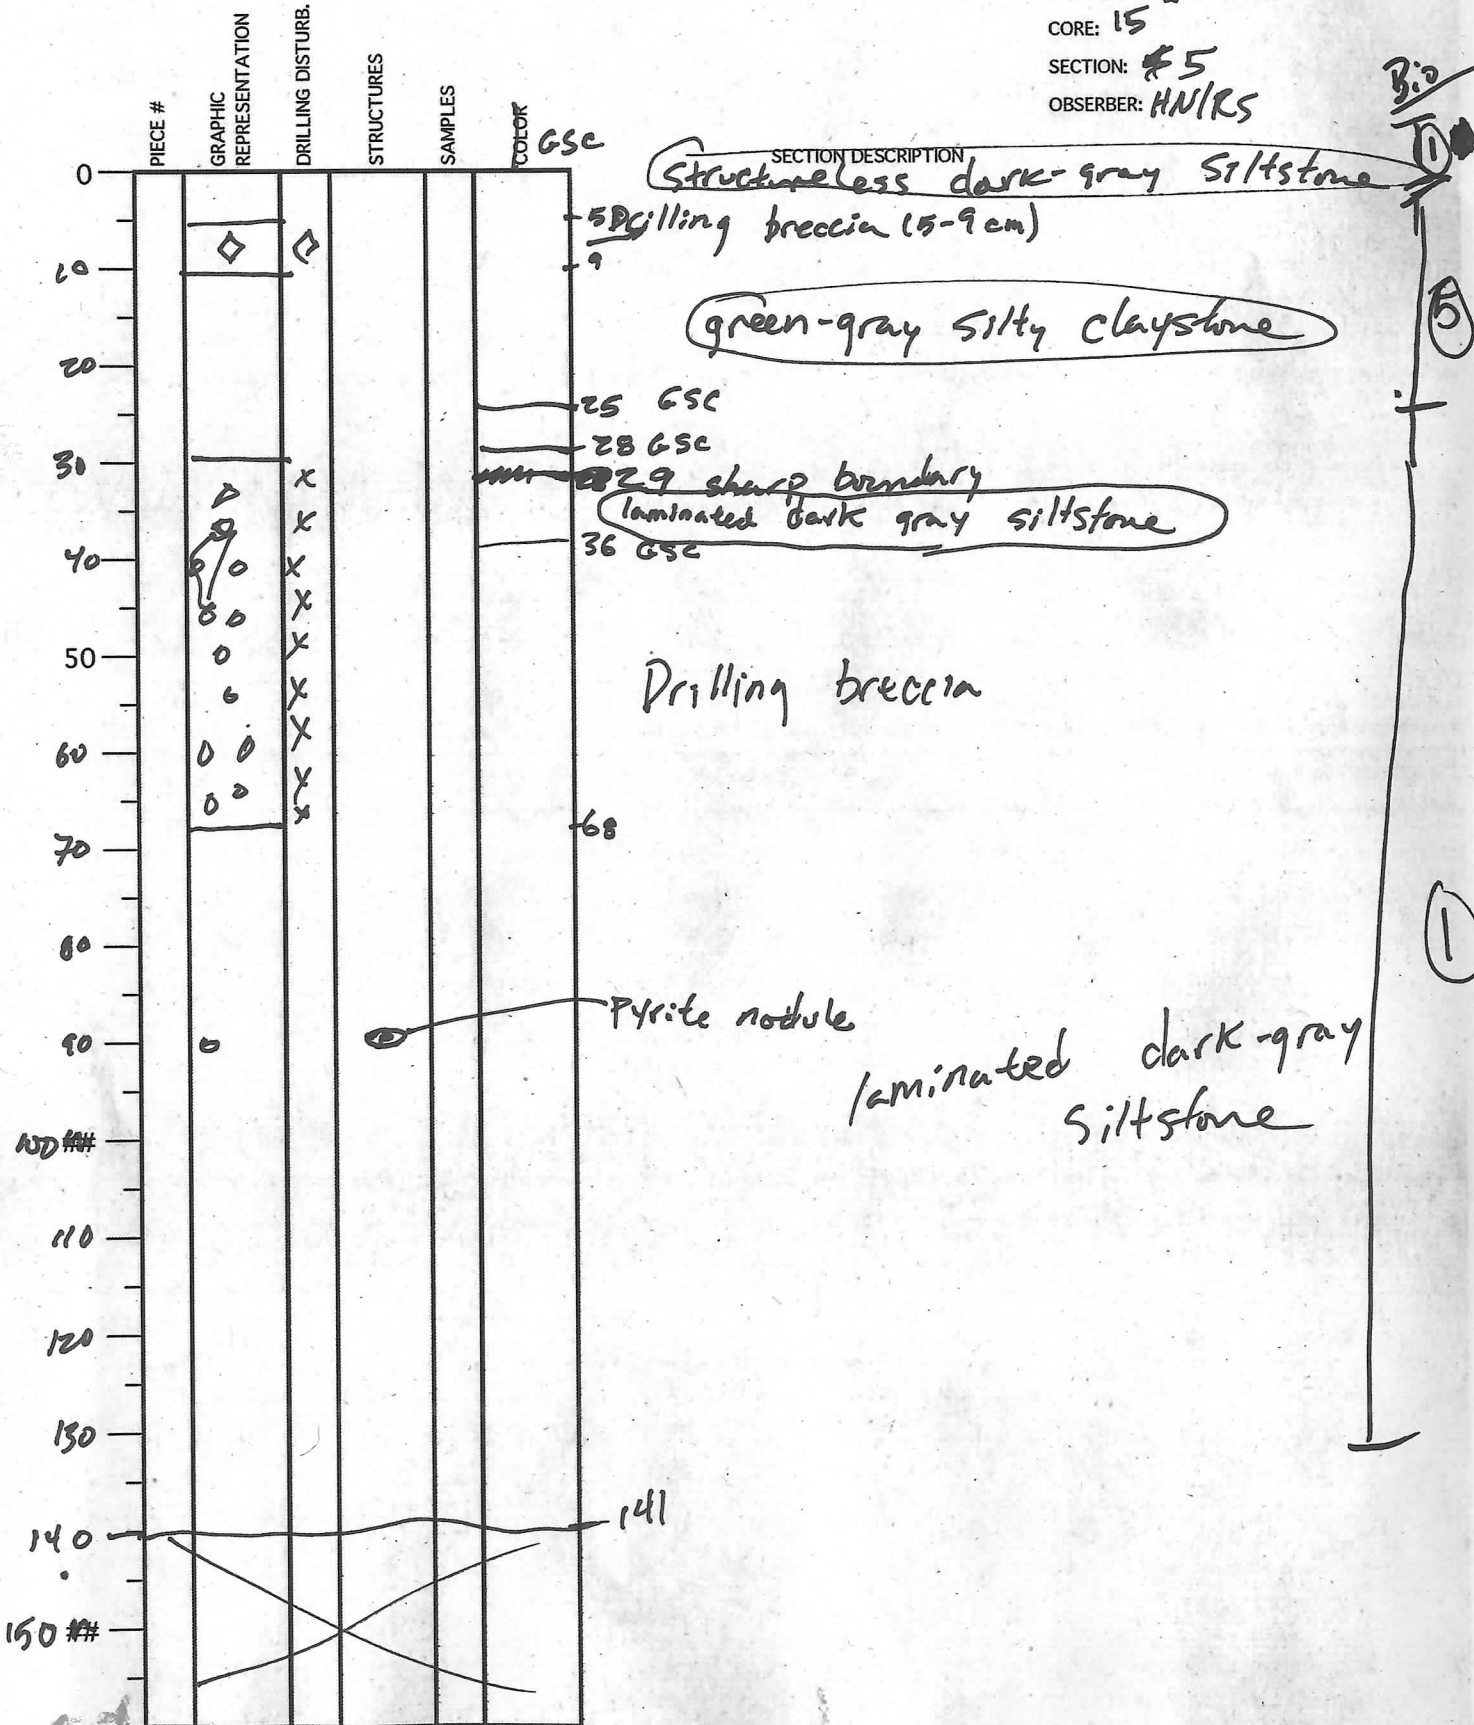 CORE: 15
SECTION: 5
OBSERBER: HN/RS
Bio
PIECE #
GRAPHIC
REPRESENTATION
DRILLING DISTURB.
STRUCTURES
SAMPLES
COLOR
GSC
SECTION DESCRIPTION
Structureless dark-gray siltstone
1
0
5 Drilling breccia (5-9 cm)
9
10
green-gray silty claystone
5
20
25 GSC
28 GSC
30
29 sharp boundary
laminated dark gray siltstone
36 GSC
40
50
Drilling breccia
60
68
70
80
1
Pyrite nodule
90
laminated dark-gray
siltstone
100 ##
110
120
130
141
140
150 ##